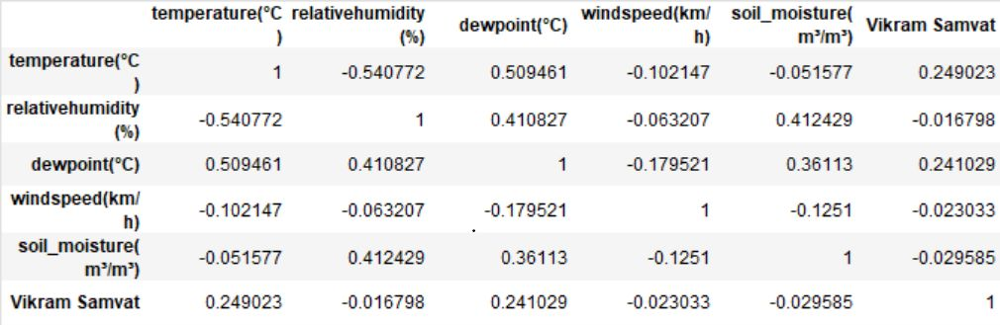 temperature(°C) relativehumidity(%) dewpoint(°C) windspeed(km/h) soil_moisture(m³/m³) Vikram Samvat
temperature(°C) 1 -0.540772 0.509461 -0.102147 -0.051577 0.249023
relativehumidity(%) -0.540772 1 0.410827 -0.063207 0.412429 -0.016798
dewpoint(°C) 0.509461 0.410827 1 -0.179521 0.36113 0.241029
windspeed(km/h) -0.102147 -0.063207 -0.179521 1 -0.1251 -0.023033
soil_moisture(m³/m³) -0.051577 0.412429 0.36113 -0.1251 1 -0.029585
Vikram Samvat 0.249023 -0.016798 0.241029 -0.023033 -0.029585 1